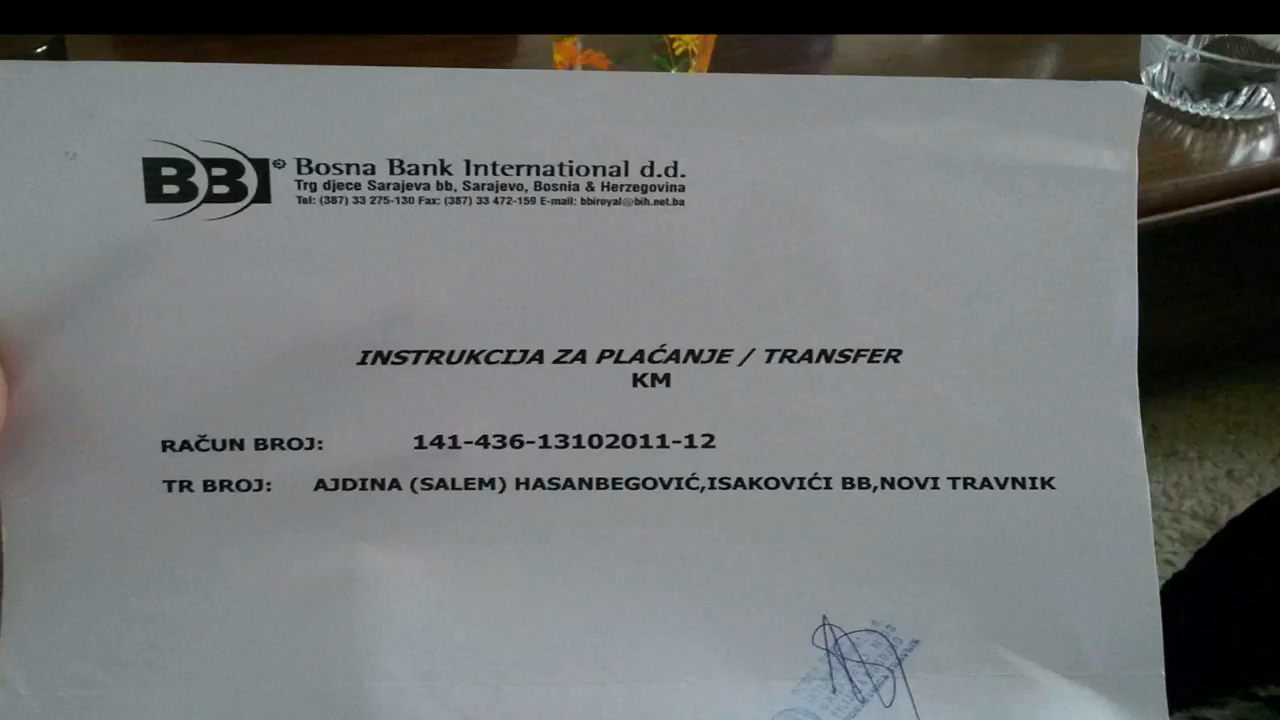 BBI ® Bosna Bank International d.d.
Trg djece Sarajeva bb, Sarajevo, Bosnia & Herzegovina
Tel: (387) 33 275-130 Fax: (387) 33 472-159 E-mail: bbiroyal@bih.net.ba
INSTRUKCIJA ZA PLAĆANJE / TRANSFER
KM
RAČUN BROJ: 141-436-13102011-12
TR BROJ: AJDINA (SALEM) HASANBEGOVIĆ,ISAKOVIĆI BB,NOVI TRAVNIK